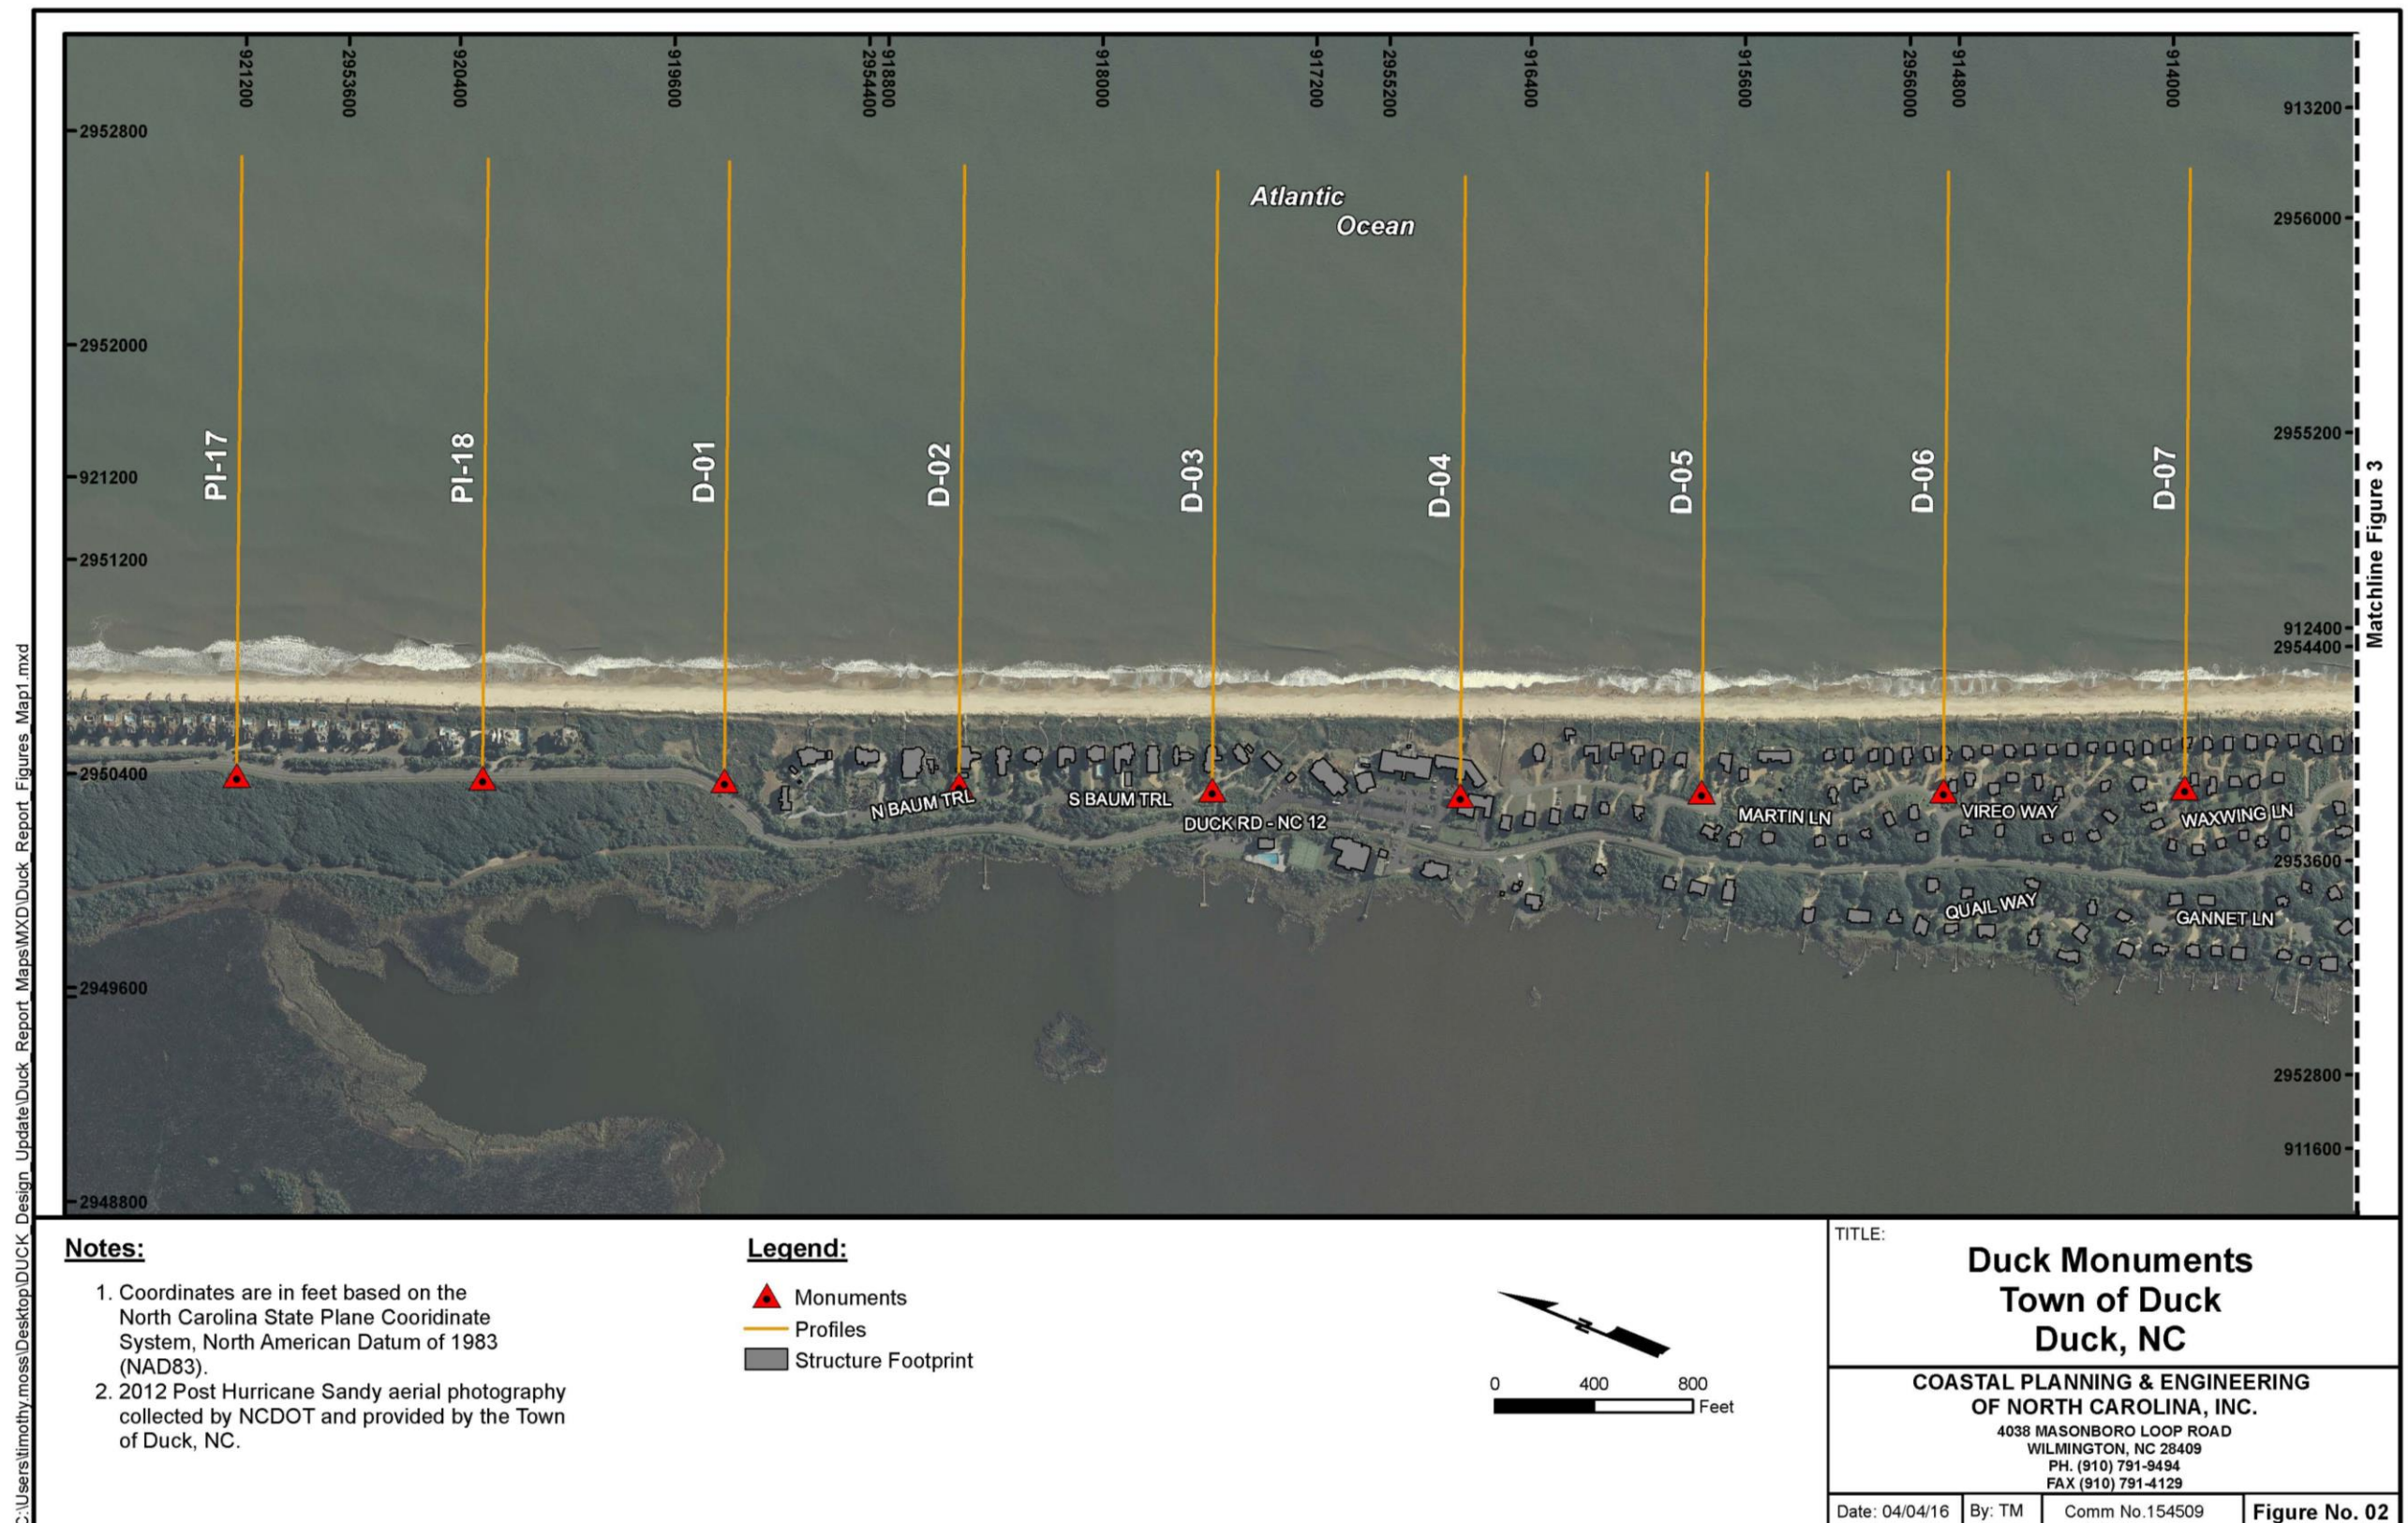 921200
2953600
920400
919600
2954400
918800
918000
917200
2955200
916400
915600
2956000
914800
914000
2952800
2952000
921200
2951200
2950400
2949600
2948800
913200
2956000
2955200
912400
2954400
2953600
2952800
911600
Matchline Figure 3
Atlantic
Ocean
PI-17
PI-18
D-01
D-02
D-03
D-04
D-05
D-06
D-07
N BAUM TRL
S BAUM TRL
DUCK RD - NC 12
MARTIN LN
VIREO WAY
WAXWING LN
QUAIL WAY
GANNET LN
C:\Users\timothy.moss\Desktop\DUCK_Design_Update\Duck_Report_Maps\MXD\Duck_Report_Figures_Map1.mxd
Notes:
1. Coordinates are in feet based on the
North Carolina State Plane Cooridinate
System, North American Datum of 1983
(NAD83).
2. 2012 Post Hurricane Sandy aerial photography
collected by NCDOT and provided by the Town
of Duck, NC.
Legend:
Monuments
Profiles
Structure Footprint
N
0 400 800
Feet
TITLE:
Duck Monuments
Town of Duck
Duck, NC
COASTAL PLANNING & ENGINEERING
OF NORTH CAROLINA, INC.
4038 MASONBORO LOOP ROAD
WILMINGTON, NC 28409
PH. (910) 791-9494
FAX (910) 791-4129
Date: 04/04/16 By: TM Comm No.154509 Figure No. 02